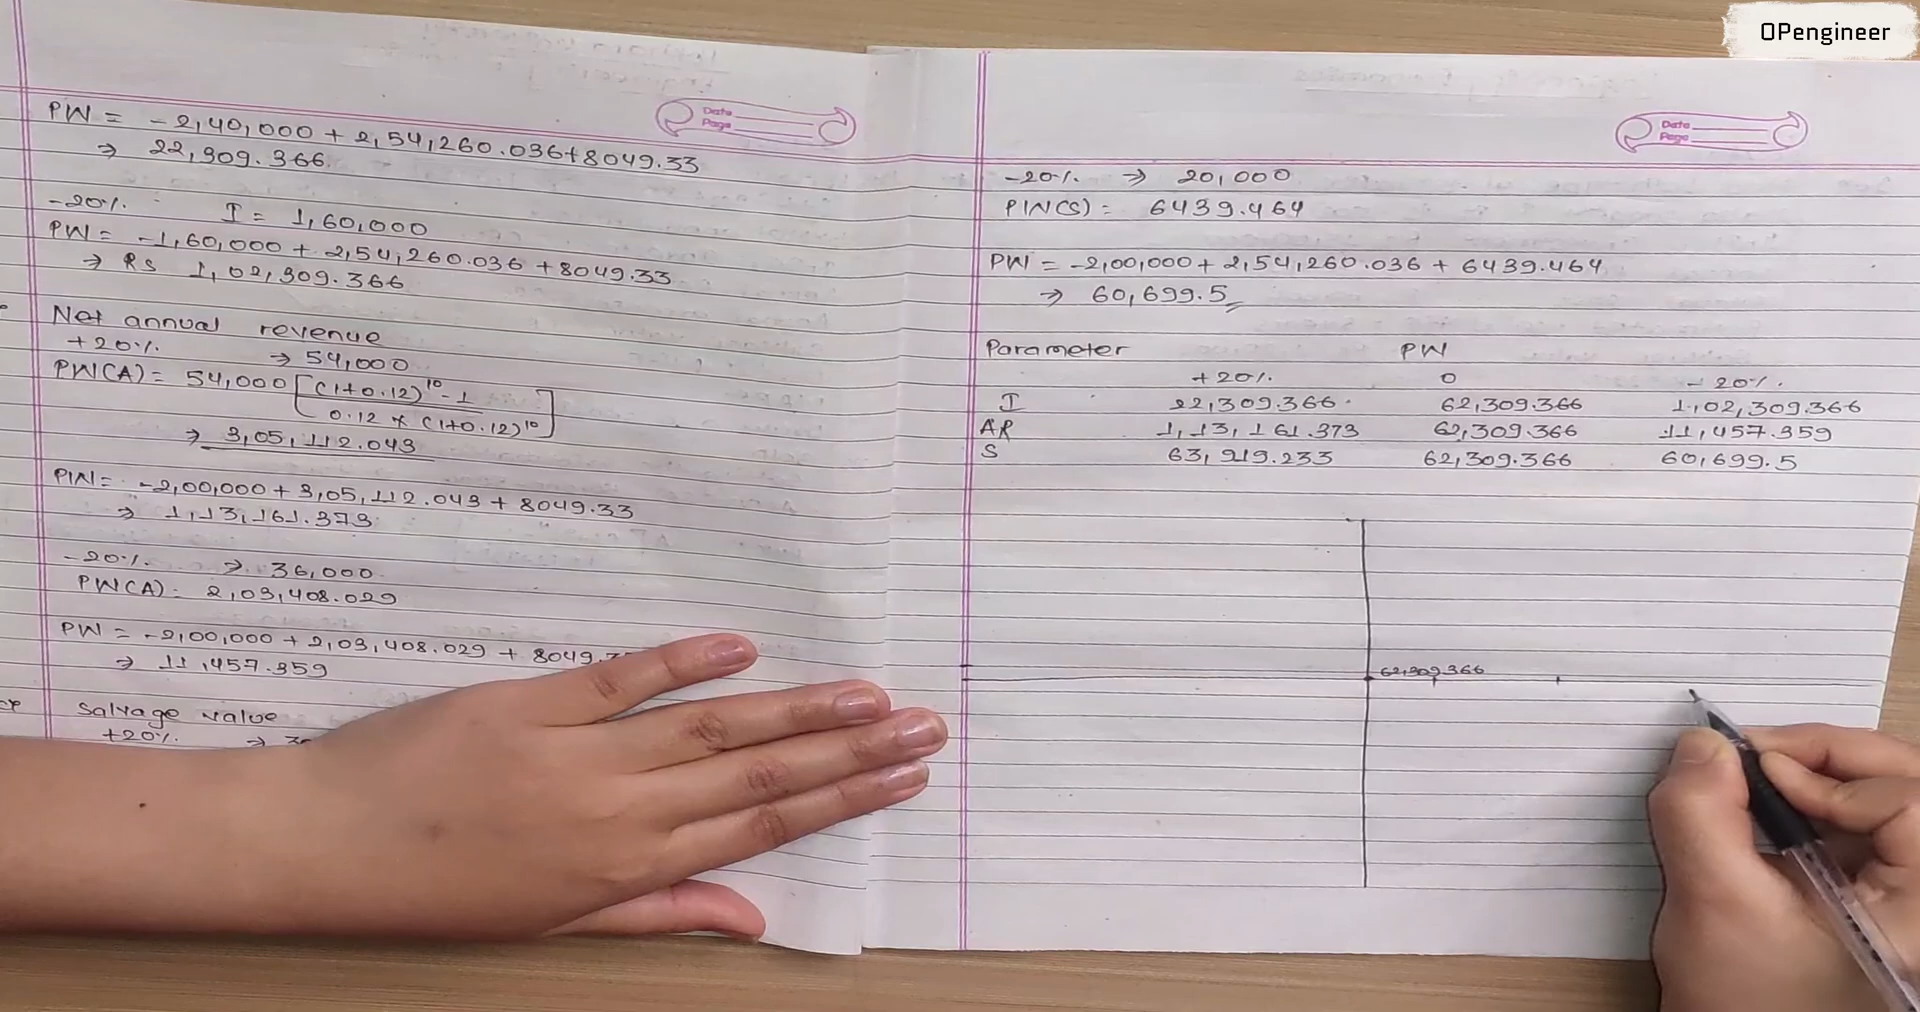 OPengineer
Date
Page
PW = -2,40,000 + 2,54,260.036+8049.33
⇒ 22,309.366
-20% I = 1,60,000
PW = -1,60,000 + 2,54,260.036 + 8049.33
⇒ RS 1,02,309.366
Net annual revenue
+20% ⇒ 54,000
PW(A) = 54,000 [(1+0.12)^10 - 1 / 0.12 × (1+0.12)^10]
⇒ 3,05,112.043
PW = -2,00,000 + 3,05,112.043 + 8049.33
⇒ 1,13,161.373
-20% ⇒ 36,000
PW(A) = 2,03,408.029
PW = -2,00,000 + 2,03,408.029 + 8049.
⇒ 11,457.359
Salvage value
+20% ⇒
Date
Page
-20% ⇒ 20,000
PW(S) = 6439.464
PW = -2,00,000 + 2,54,260.036 + 6439.464
⇒ 60,699.5
Parameter PW
+20% 0 -20%
I 22,309.366 62,309.366 1,02,309.366
AR 1,13,161.373 62,309.366 11,457.359
S 63,919.233 62,309.366 60,699.5
62,309.366